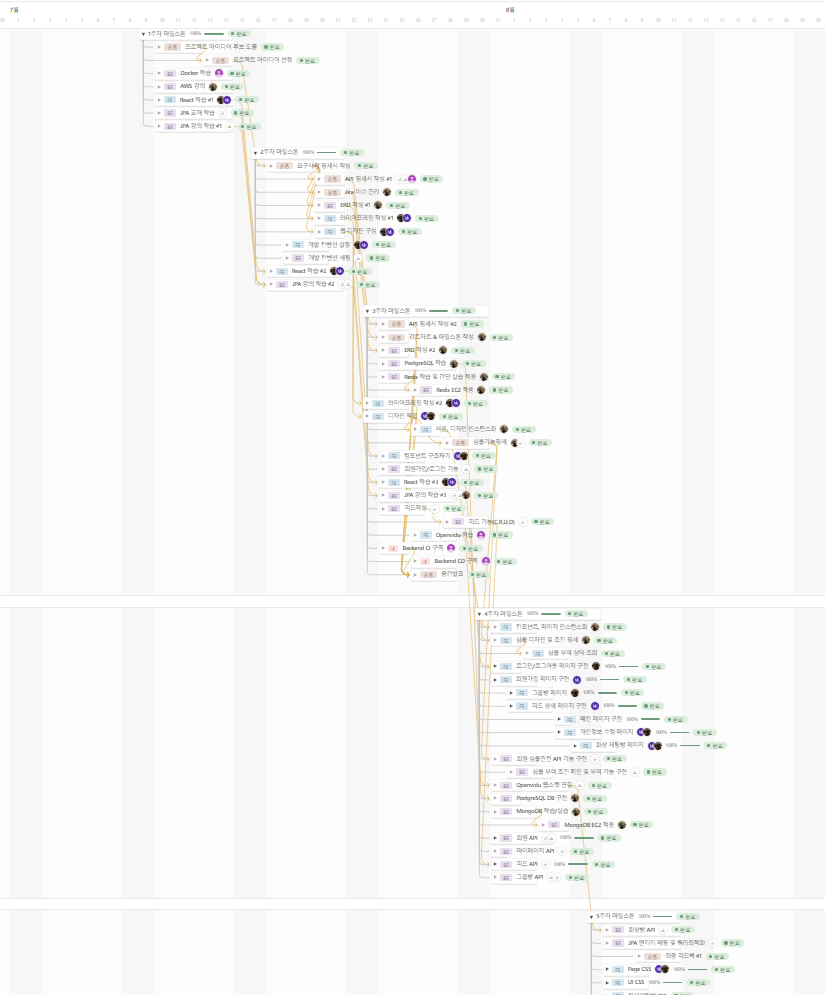 7월 8월
1주차 마일스톤 100% 완료
공통 프로젝트 아이디어 후보 도출 완료
공통 프로젝트 아이디어 선정 완료
BE Docker 학습 완료
BE AWS 강의 완료
FE React 학습 #1 완료
BE JPA 교재 학습 완료
BE JPA 강의 학습 #1 완료
2주차 마일스톤 100% 완료
공통 요구사항 명세서 작성 완료
공통 API 명세서 작성 #1 완료
공통 Jira 이슈 관리 완료
BE ERD 작성 #1 완료
FE 와이어프레임 작성 #1 완료
FE 웹 디자인 구성 완료
FE 개발 컨벤션 설정 완료
BE 개발 컨벤션 세팅 완료
FE React 학습 #2 완료
BE JPA 강의 학습 #2 완료
3주차 마일스톤 100% 완료
공통 API 명세서 작성 #2 완료
공통 간트차트 & 마일스톤 작성 완료
BE ERD 작성 #2 완료
BE PostgreSQL 학습 완료
BE Redis 학습 및 간단 실습 적용 완료
BE Redis EC2 적용 완료
FE 와이어프레임 작성 #2 완료
FE 디자인 목업 완료
FE 버튼, 디자인 인스턴스화 완료
공통 심플기능명세 완료
FE 컴포넌트 구조짜기 완료
BE 회원가입/로그인 기능 완료
FE React 학습 #3 완료
BE JPA 강의 학습 #3 완료
BE 피드작성 완료
BE 피드 기능(C,R,U,D) 완료
FE Openvidu 학습 완료
Backend CI 구축 완료
Backend CD 구축 완료
공통 중간발표 완료
4주차 마일스톤 100% 완료
FE 컴포넌트, 페이지 인스턴스화 완료
FE 심플 디자인 및 조건 명세 완료
FE 심플 부여 상태 조회 완료
FE 로그인/로그아웃 페이지 구현 100% 완료
FE 회원가입 페이지 구현 100% 완료
FE 그룹방 페이지 100% 완료
FE 피드 상세 페이지 구현 100% 완료
FE 메인 페이지 구현 100% 완료
FE 개인정보 수정 페이지 100% 완료
FE 화상 채팅방 페이지 100% 완료
BE 회원 심플관련 API 기능 구현 완료
BE 심플 부여 조건 확인 및 부여 기능 구현 완료
BE Openvidu 웹소켓 연결 완료
BE PostgreSQL DB 구현 완료
BE MongoDB 학습/실습 완료
BE MongoDB EC2 적용 완료
BE 회원 API 100% 완료
BE 마이페이지 API 완료
BE 피드 API 100% 완료
BE 그룹방 API 완료
5주차 마일스톤 100% 완료
BE 화상방 API 완료
BE JPA 엔티티 매핑 및 쿼리최적화 완료
공통 최종 피드백 #1 완료
FE Page CSS 100% 완료
FE UI CSS 100% 완료